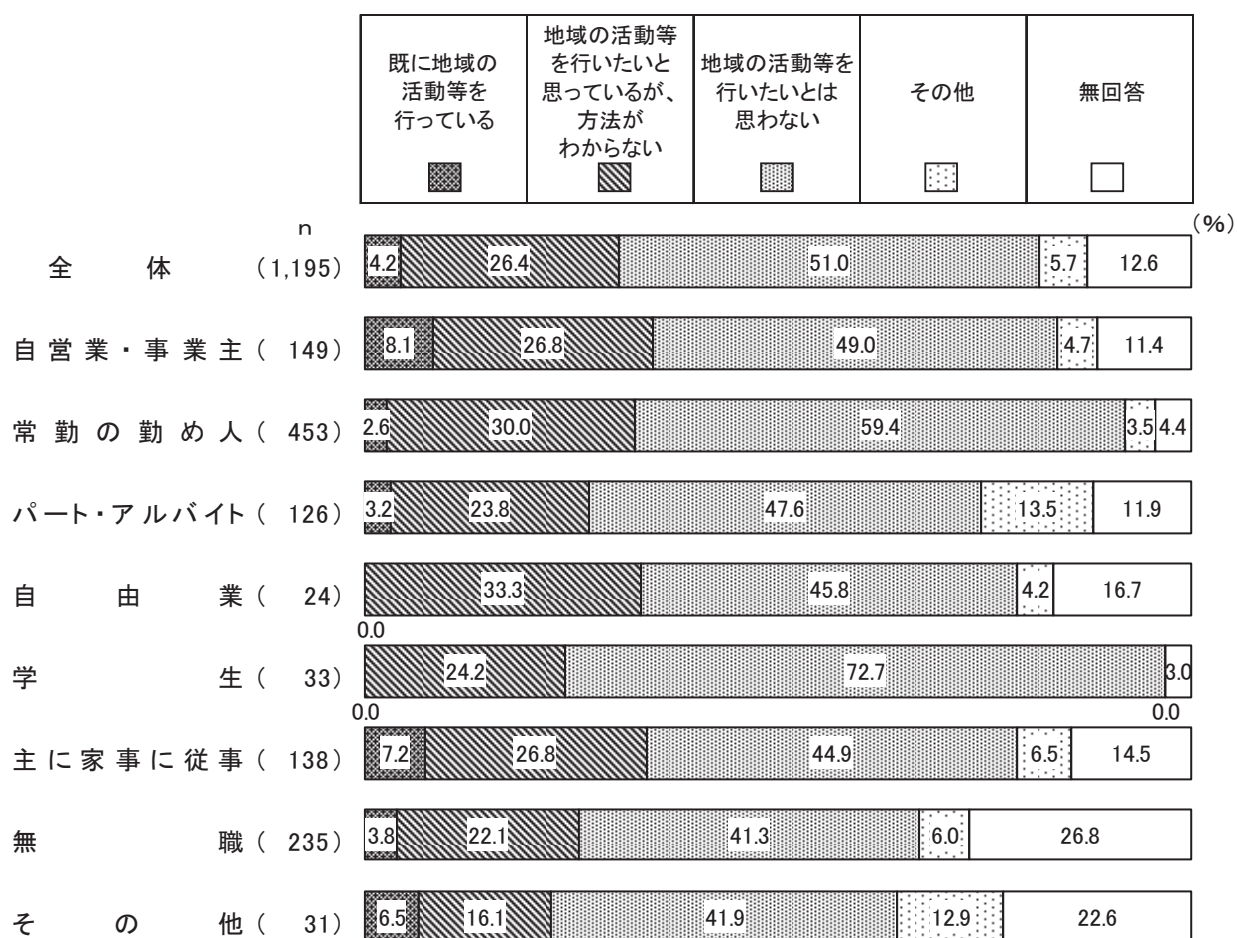 既に地域の
活動等を
行っている
地域の活動等
を行いたいと
思っているが、
方法が
わからない
地域の活動等を
行いたいとは
思わない
その他
無回答
n
(%)
全体 (1,195) 4.2 26.4 51.0 5.7 12.6
自営業・事業主 ( 149) 8.1 26.8 49.0 4.7 11.4
常勤の勤め人 ( 453) 2.6 30.0 59.4 3.5 4.4
パート・アルバイト ( 126) 3.2 23.8 47.6 13.5 11.9
自由業 ( 24) 33.3 45.8 4.2 16.7
0.0
学生 ( 33) 24.2 72.7 3.0
0.0 0.0
主に家事に従事 ( 138) 7.2 26.8 44.9 6.5 14.5
無職 ( 235) 3.8 22.1 41.3 6.0 26.8
その他 ( 31) 6.5 16.1 41.9 12.9 22.6